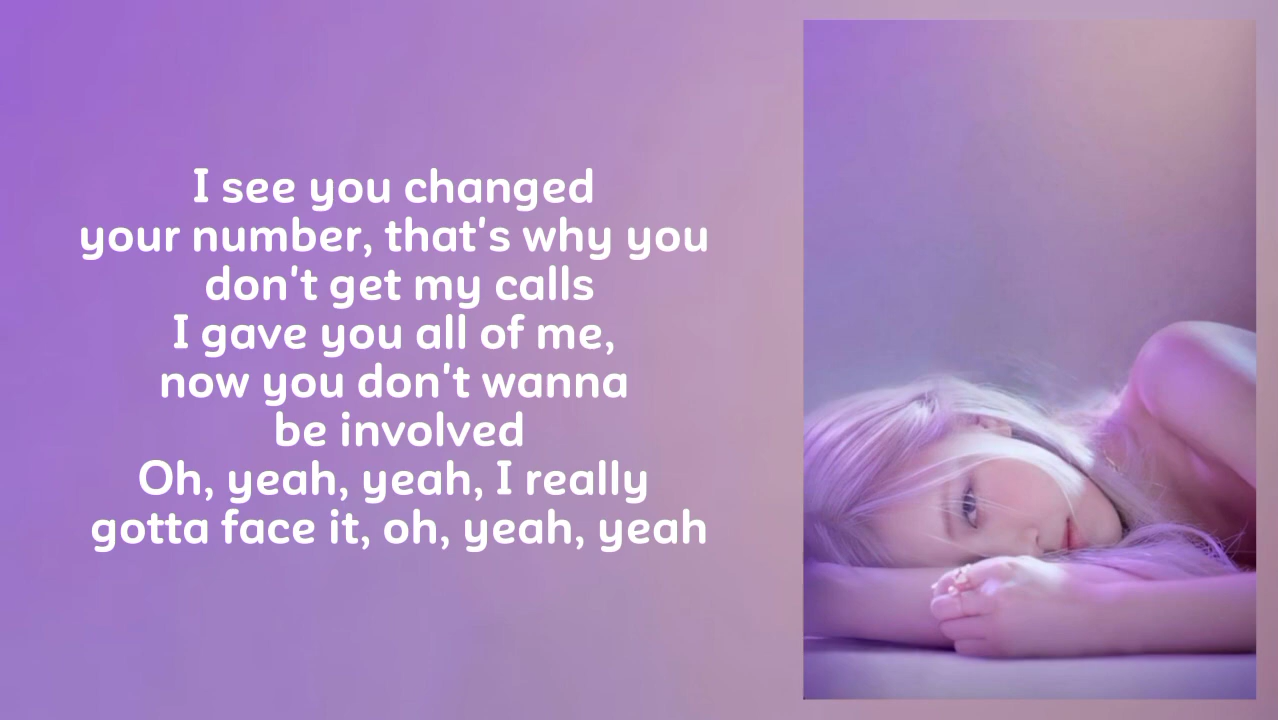 I see you changed
your number, that's why you
don't get my calls
I gave you all of me,
now you don't wanna
be involved
Oh, yeah, yeah, I really
gotta face it, oh, yeah, yeah